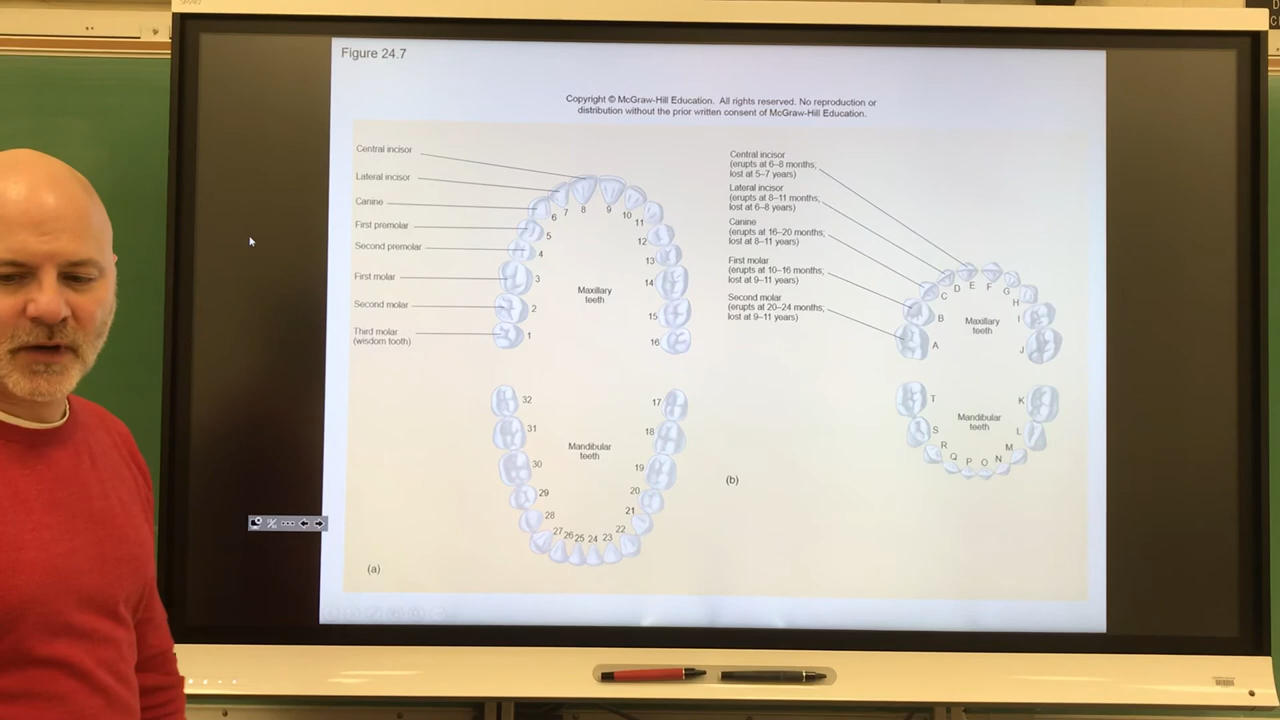 Figure 24.7
Copyright © McGraw-Hill Education. All rights reserved. No reproduction or
distribution without the prior written consent of McGraw-Hill Education.
Central incisor
Lateral incisor
Canine
First premolar
Second premolar
First molar
Second molar
Third molar
(wisdom tooth)
1
2
3
4
5
6
7
8
9
10
11
12
13
14
15
16
Maxillary
teeth
17
18
19
20
21
22
23
24
25
26
27
28
29
30
31
32
Mandibular
teeth
(a)
Central incisor
(erupts at 6–8 months;
lost at 5–7 years)
Lateral incisor
(erupts at 8–11 months;
lost at 6–8 years)
Canine
(erupts at 16–20 months;
lost at 8–11 years)
First molar
(erupts at 10–16 months;
lost at 9–11 years)
Second molar
(erupts at 20–24 months;
lost at 9–11 years)
A
B
C
D
E
F
G
H
I
J
Maxillary
teeth
K
L
M
N
O
P
Q
R
S
T
Mandibular
teeth
(b)